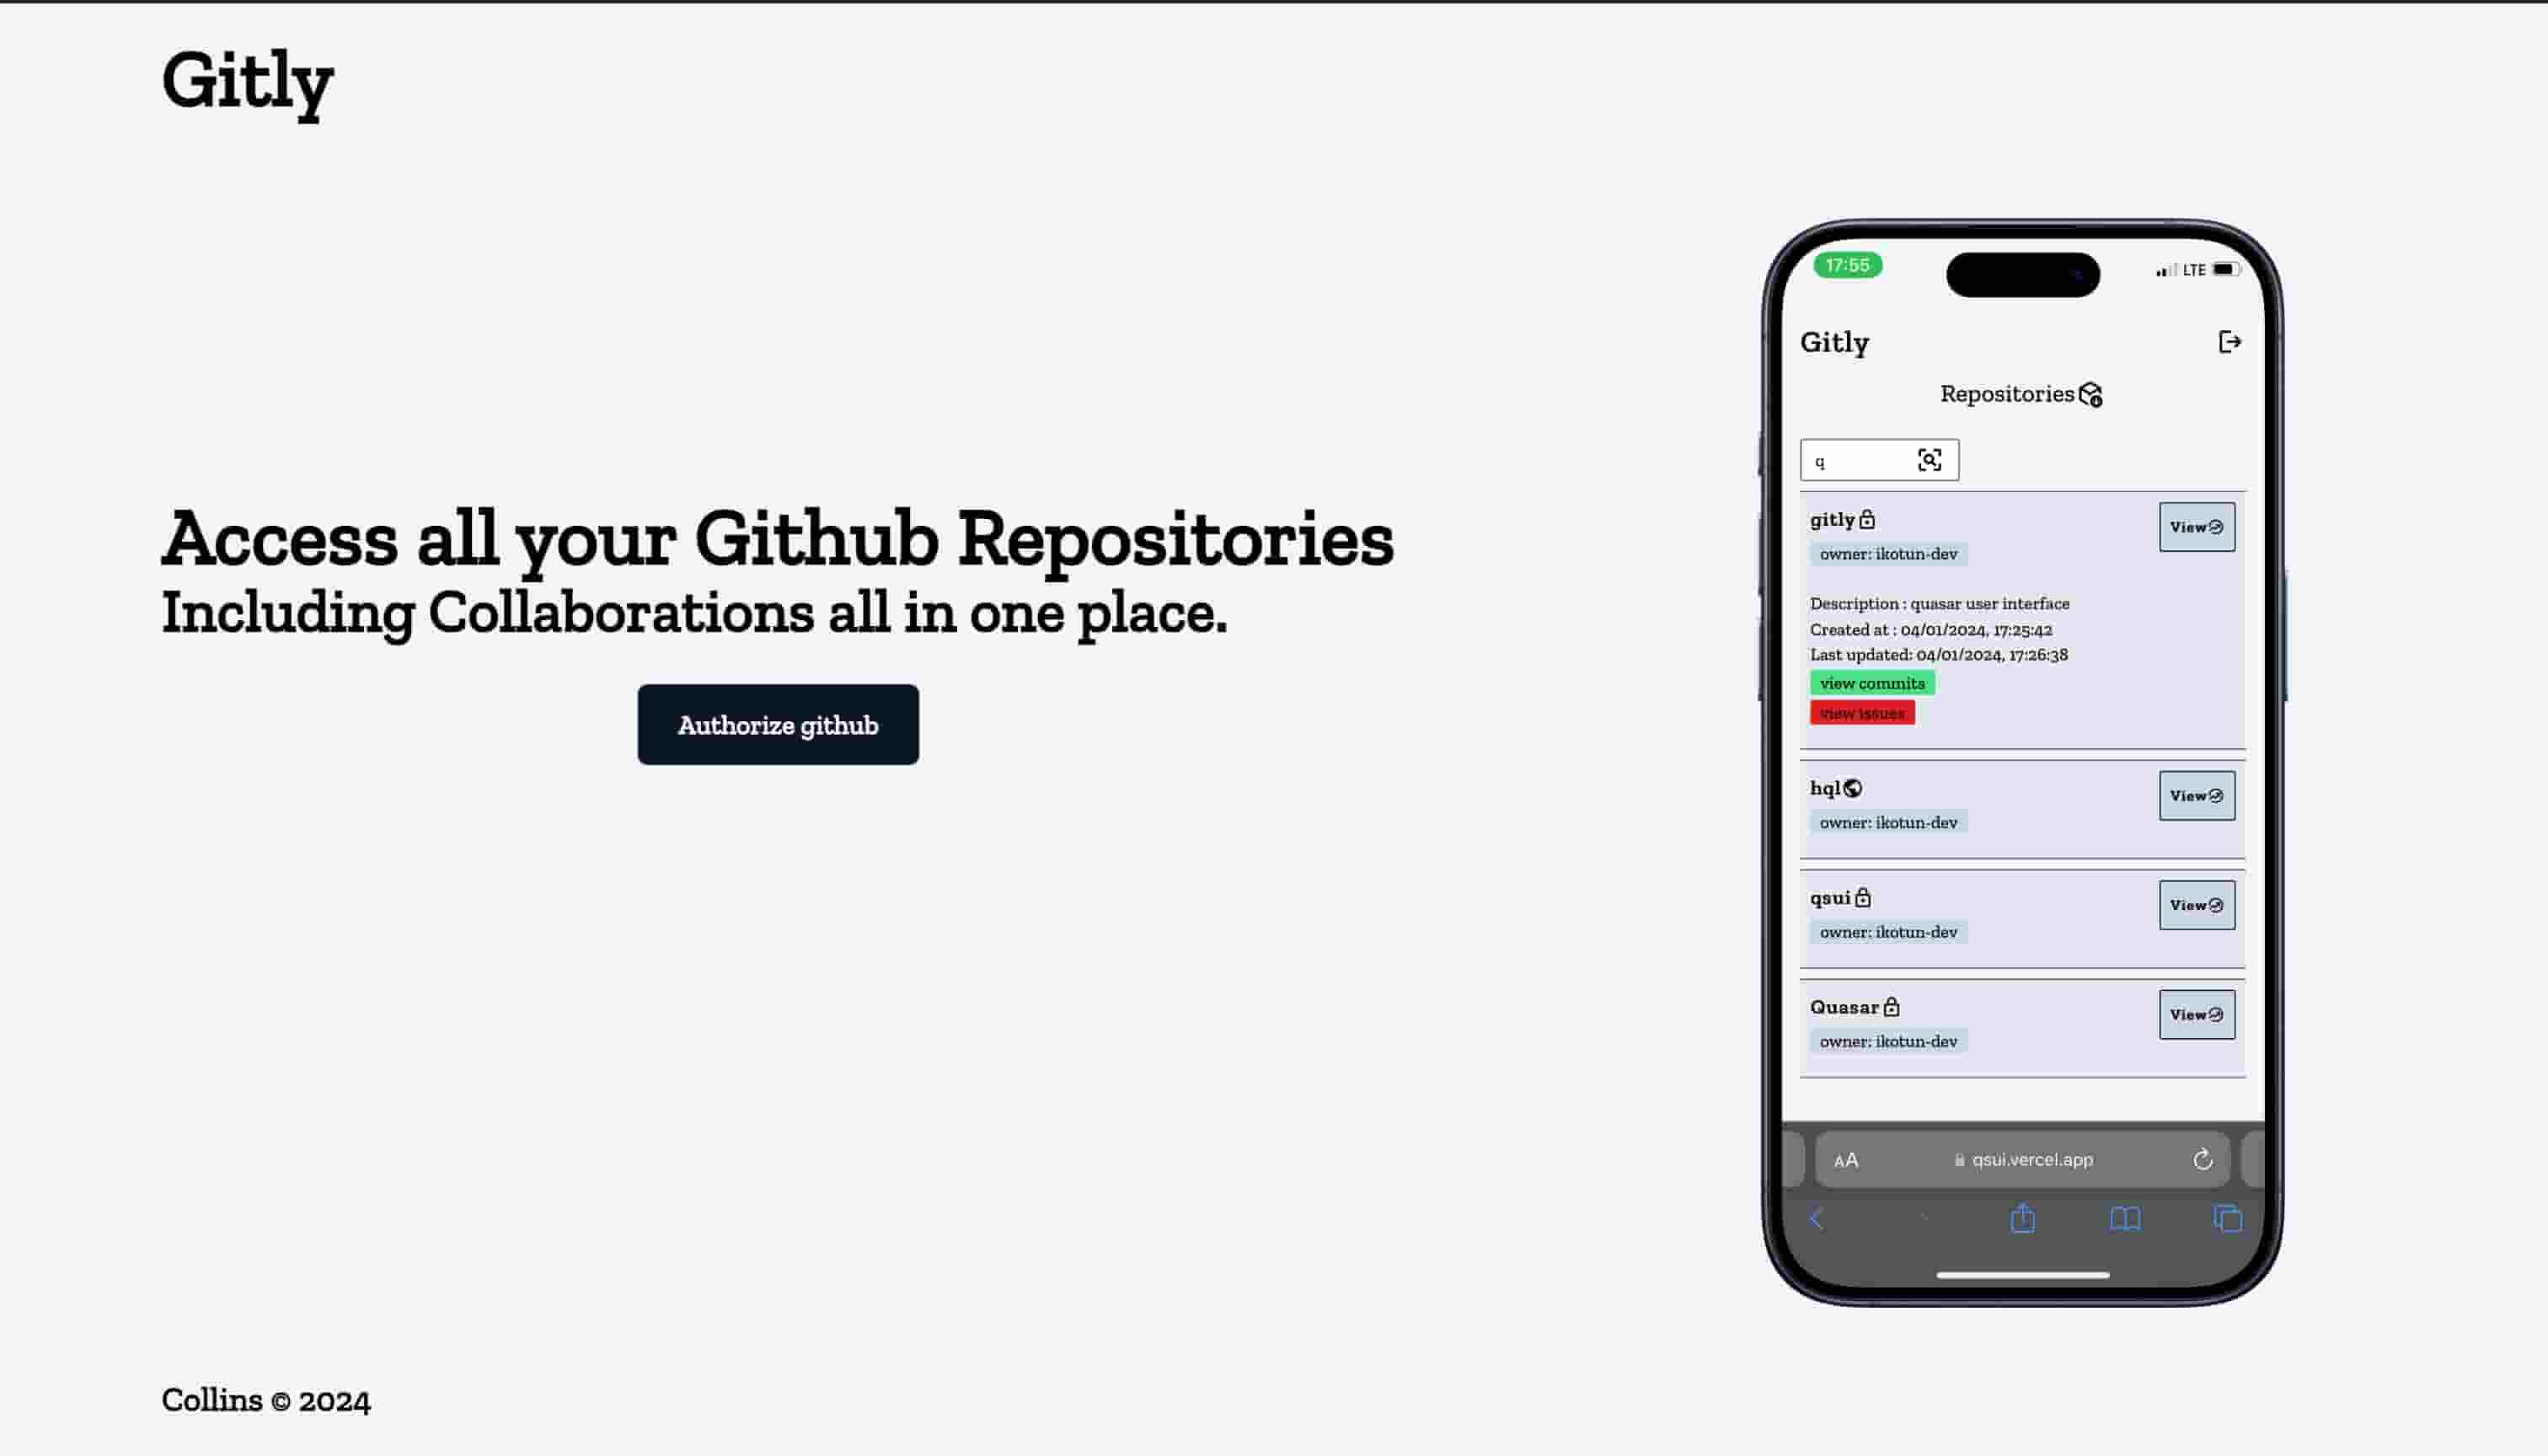 Gitly
Access all your Github Repositories
Including Collaborations all in one place.
Authorize github
17:55
LTE
Gitly
Repositories
q
gitly
View
owner: ikotun-dev
Description : quasar user interface
Created at : 04/01/2024, 17:25:42
Last updated: 04/01/2024, 17:26:38
view commits
view issues
hql
View
owner: ikotun-dev
qsui
View
owner: ikotun-dev
Quasar
View
owner: ikotun-dev
AA
qsui.vercel.app
Collins © 2024